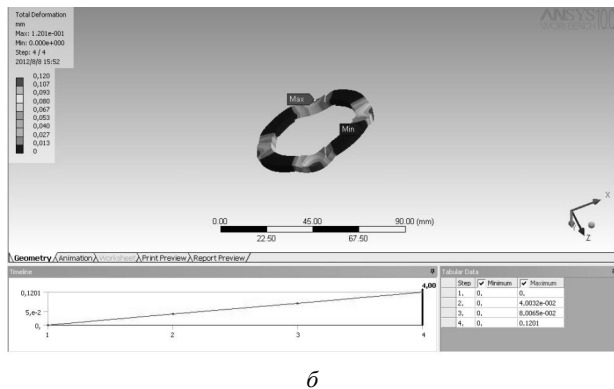 Total Deformation
mm
Max: 1.201e-001
Min: 0.000e+000
Step: 4 / 4
2012/8/8 15:52
0,120
0,107
0,093
0,080
0,067
0,053
0,040
0,027
0,013
0
ANSYS
WORKBENCH
Max
Min
0.00 45.00 90.00 (mm)
22.50 67.50
X
Z
Geometry Animation Worksheet Print Preview Report Preview
Timeline
4,00
0,1201
5,e-2
0,
1 2 3 4
Tabular Data
Step Minimum Maximum
1, 0, 0,
2, 0, 4.0032e-002
3, 0, 8.0065e-002
4, 0, 0.1201
б